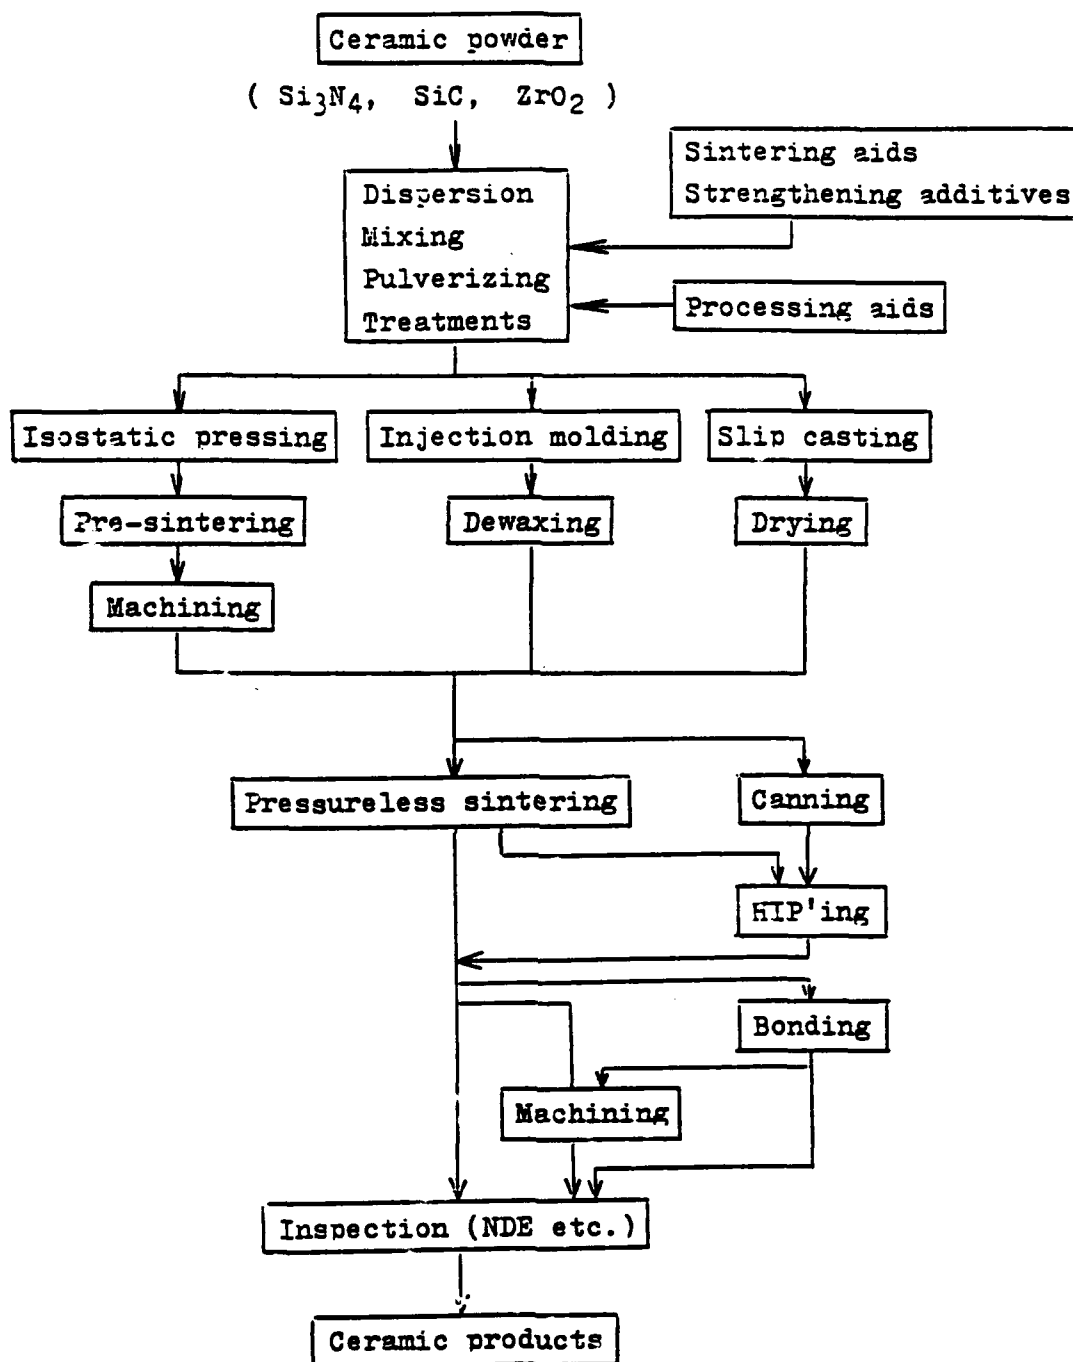 Ceramic powder
( Si₃N₄, SiC, ZrO₂ )
Sintering aids
Strengthening additives
Dispersion
Mixing
Pulverizing
Treatments
Processing aids
Isostatic pressing
Injection molding
Slip casting
Pre-sintering
Dewaxing
Drying
Machining
Pressureless sintering
Canning
HIP'ing
Bonding
Machining
Inspection (NDE etc.)
Ceramic products